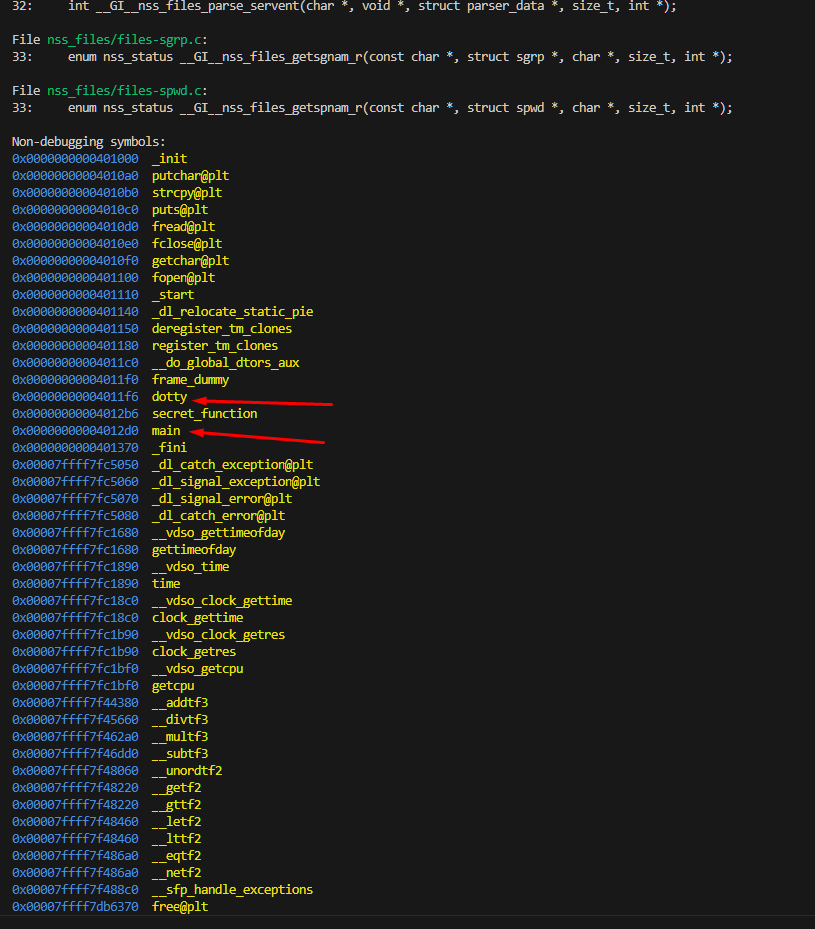 32:     int __GI__nss_files_parse_servent(char *, void *, struct parser_data *, size_t, int *);
File nss_files/files-sgrp.c:
33:     enum nss_status __GI__nss_files_getsgnam_r(const char *, struct sgrp *, char *, size_t, int *);
File nss_files/files-spwd.c:
33:     enum nss_status __GI__nss_files_getspnam_r(const char *, struct spwd *, char *, size_t, int *);
Non-debugging symbols:
0x0000000000401000  _init
0x00000000004010a0  putchar@plt
0x00000000004010b0  strcpy@plt
0x00000000004010c0  puts@plt
0x00000000004010d0  fread@plt
0x00000000004010e0  fclose@plt
0x00000000004010f0  getchar@plt
0x0000000000401100  fopen@plt
0x0000000000401110  _start
0x0000000000401140  _dl_relocate_static_pie
0x0000000000401150  deregister_tm_clones
0x0000000000401180  register_tm_clones
0x00000000004011c0  __do_global_dtors_aux
0x00000000004011f0  frame_dummy
0x00000000004011f6  dotty
0x00000000004012b6  secret_function
0x00000000004012d0  main
0x0000000000401370  _fini
0x00007ffff7fc5050  _dl_catch_exception@plt
0x00007ffff7fc5060  _dl_signal_exception@plt
0x00007ffff7fc5070  _dl_signal_error@plt
0x00007ffff7fc5080  _dl_catch_error@plt
0x00007ffff7fc1680  __vdso_gettimeofday
0x00007ffff7fc1680  gettimeofday
0x00007ffff7fc1890  __vdso_time
0x00007ffff7fc1890  time
0x00007ffff7fc18c0  __vdso_clock_gettime
0x00007ffff7fc18c0  clock_gettime
0x00007ffff7fc1b90  __vdso_clock_getres
0x00007ffff7fc1b90  clock_getres
0x00007ffff7fc1bf0  __vdso_getcpu
0x00007ffff7fc1bf0  getcpu
0x00007ffff7f44380  __addtf3
0x00007ffff7f45660  __divtf3
0x00007ffff7f462a0  __multf3
0x00007ffff7f46dd0  __subtf3
0x00007ffff7f48060  __unordtf2
0x00007ffff7f48220  __getf2
0x00007ffff7f48220  __gttf2
0x00007ffff7f48460  __letf2
0x00007ffff7f48460  __lttf2
0x00007ffff7f486a0  __eqtf2
0x00007ffff7f486a0  __netf2
0x00007ffff7f488c0  __sfp_handle_exceptions
0x00007ffff7db6370  free@plt